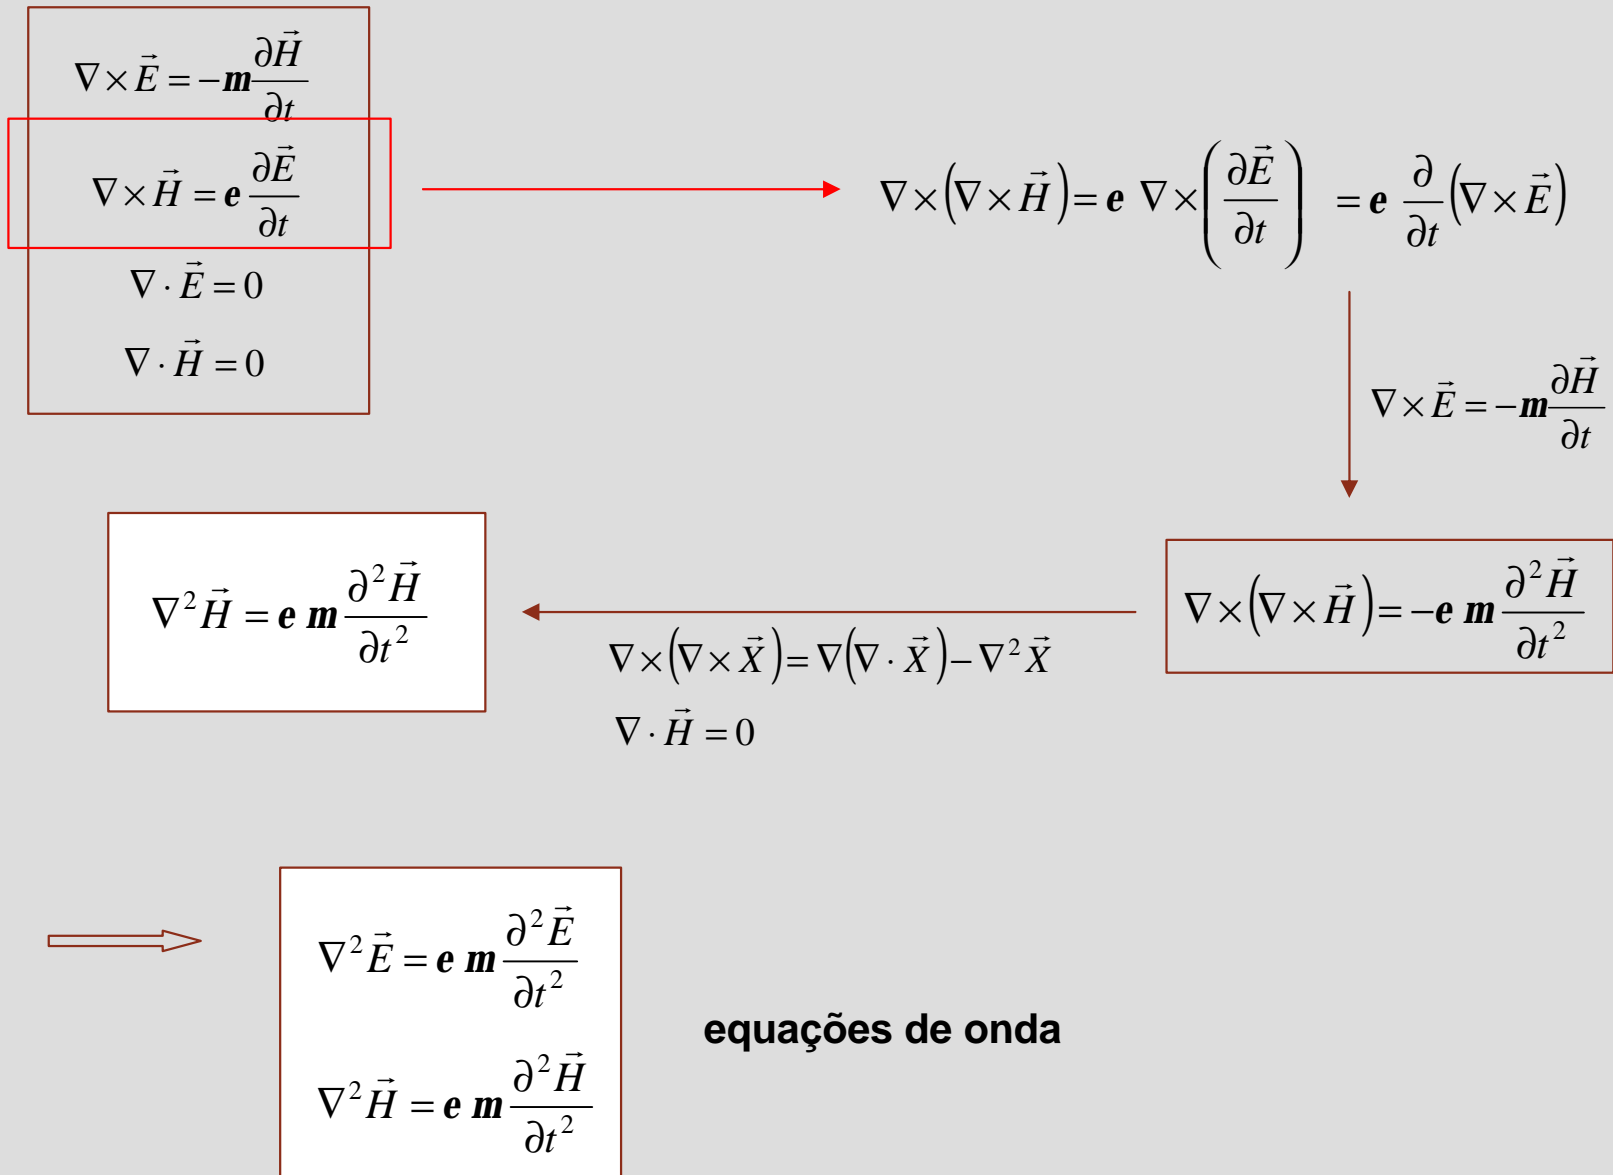 ∇ × E⃗ = −m ∂H⃗/∂t
∇ × H⃗ = e ∂E⃗/∂t
∇ · E⃗ = 0
∇ · H⃗ = 0
∇ × (∇ × H⃗) = e ∇ × (∂E⃗/∂t) = e ∂/∂t (∇ × E⃗)
∇ × E⃗ = −m ∂H⃗/∂t
∇ × (∇ × H⃗) = −e m ∂²H⃗/∂t²
∇ × (∇ × X⃗) = ∇(∇ · X⃗) − ∇²X⃗
∇ · H⃗ = 0
∇²H⃗ = e m ∂²H⃗/∂t²
∇²E⃗ = e m ∂²E⃗/∂t²
∇²H⃗ = e m ∂²H⃗/∂t²
equações de onda